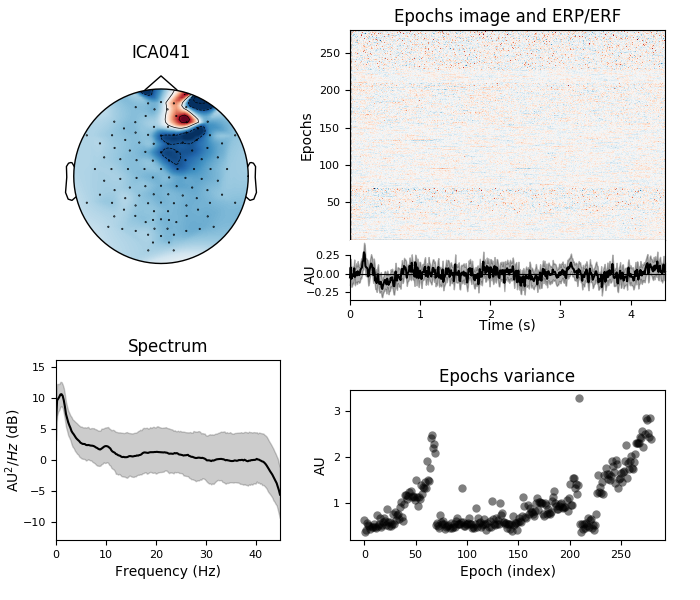 ICA041
Epochs image and ERP/ERF
Epochs
250
200
150
100
50
AU
0.25
0.00
−0.25
0 1 2 3 4
Time (s)
Spectrum
AU²/Hz (dB)
15
10
5
0
−5
−10
0 10 20 30 40
Frequency (Hz)
Epochs variance
AU
3
2
1
0 50 100 150 200 250
Epoch (index)